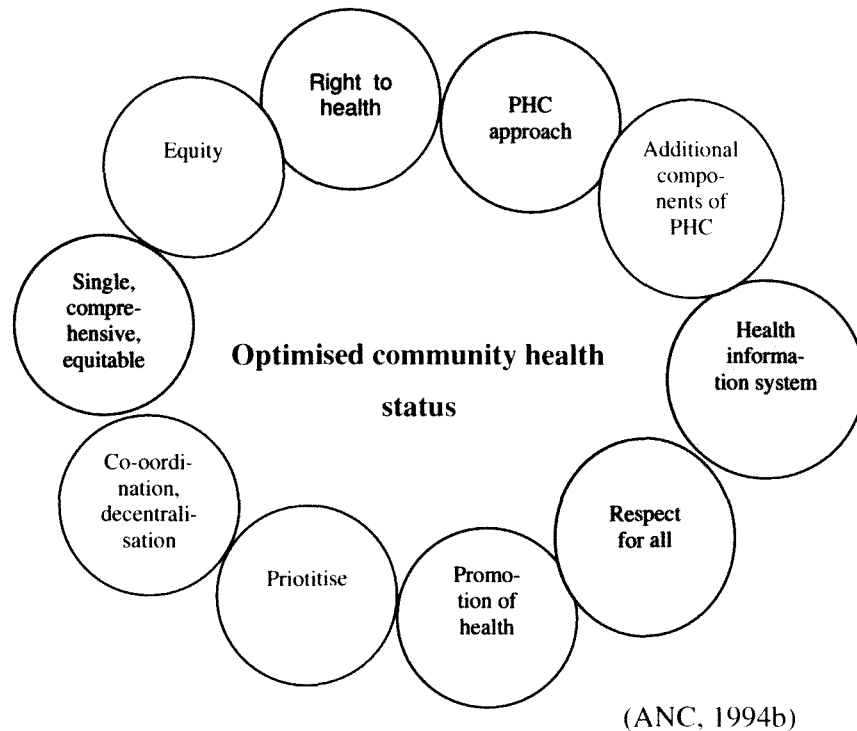 Right to
health
PHC
approach
Additional
compo-
nents of
PHC
Health
informa-
tion system
Respect
for all
Promo-
tion of
health
Priotitise
Co-oordi-
nation,
decentrali-
sation
Single,
compre-
hensive,
equitable
Equity
Optimised community health
status
(ANC, 1994b)